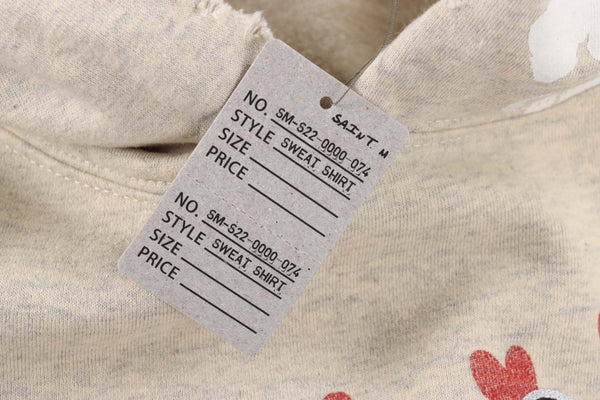 SAINT. M
NO. SM-S22-0000-074
STYLE SWEAT SHIRT
SIZE
PRICE
NO. SM-S22-0000-074
STYLE SWEAT SHIRT
SIZE
PRICE